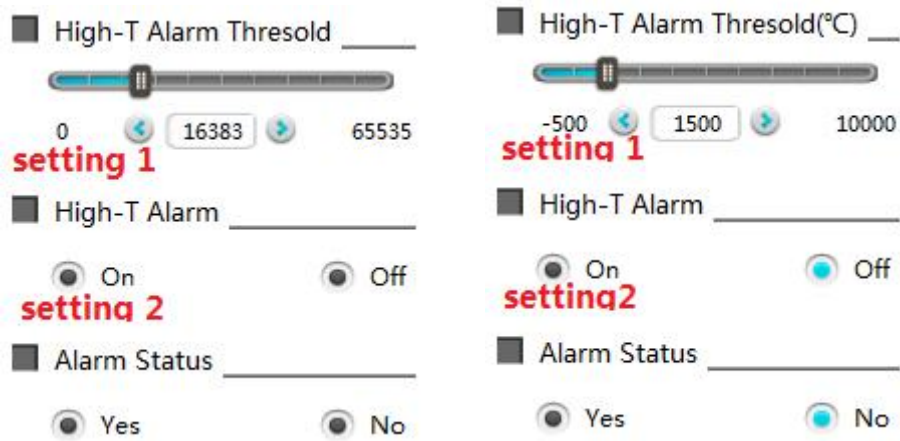 High-T Alarm Thresold
0 16383 65535
setting 1
High-T Alarm
On Off
setting 2
Alarm Status
Yes No
High-T Alarm Thresold(℃)
-500 1500 10000
setting 1
High-T Alarm
On Off
setting2
Alarm Status
Yes No